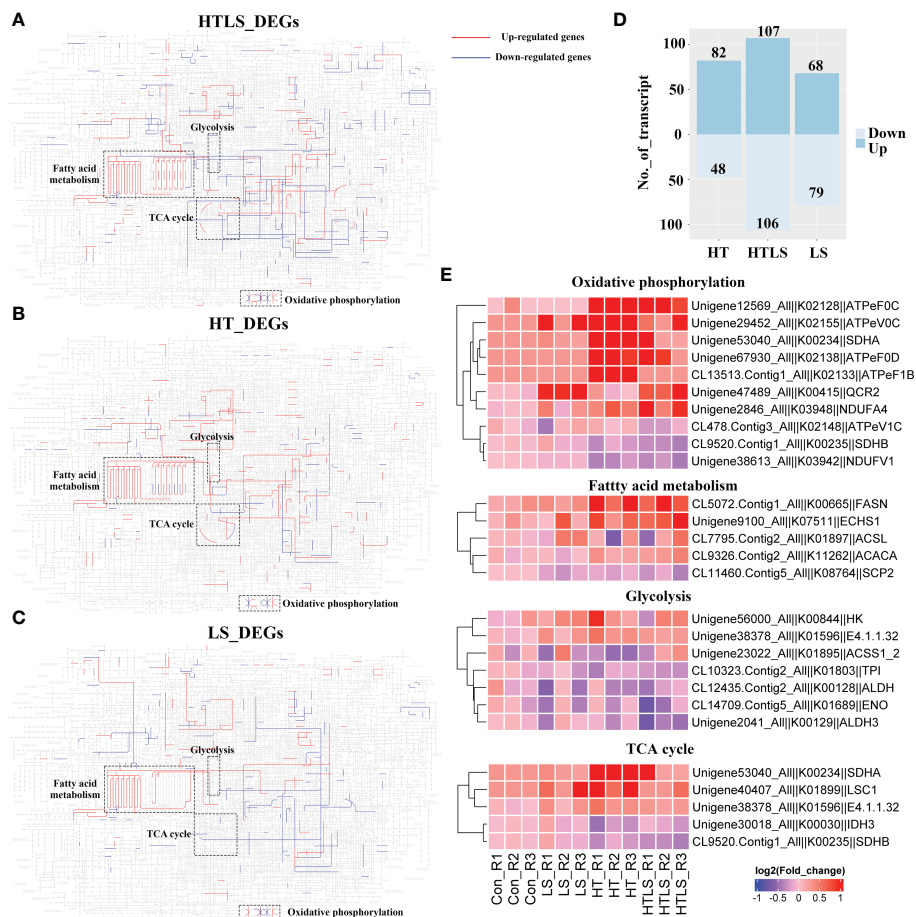 A
HTLS_DEGs
Glycolysis
Fatty acid
metabolism
TCA cycle
Oxidative phosphorylation
Up-regulated genes
Down-regulated genes
B
HT_DEGs
Glycolysis
Fatty acid
metabolism
TCA cycle
Oxidative phosphorylation
C
LS_DEGs
Glycolysis
Fatty acid
metabolism
TCA cycle
Oxidative phosphorylation
D
No._of_transcript
100
50
0
50
100
82
107
68
48
106
79
HT
HTLS
LS
Down
Up
E
Oxidative phosphorylation
Unigene12569_All||K02128||ATPeF0C
Unigene29452_All||K02155||ATPeV0C
Unigene53040_All||K00234||SDHA
Unigene67930_All||K02138||ATPeF0D
CL13513.Contig1_All||K02133||ATPeF1B
Unigene47489_All||K00415||QCR2
Unigene2846_All||K03948||NDUFA4
CL478.Contig3_All||K02148||ATPeV1C
CL9520.Contig1_All||K00235||SDHB
Unigene38613_All||K03942||NDUFV1
Fattty acid metabolism
CL5072.Contig1_All||K00665||FASN
Unigene9100_All||K07511||ECHS1
CL7795.Contig2_All||K01897||ACSL
CL9326.Contig2_All||K11262||ACACA
CL11460.Contig5_All||K08764||SCP2
Glycolysis
Unigene56000_All||K00844||HK
Unigene38378_All||K01596||E4.1.1.32
Unigene23022_All||K01895||ACSS1_2
CL10323.Contig2_All||K01803||TPI
CL12435.Contig2_All||K00128||ALDH
CL14709.Contig5_All||K01689||ENO
Unigene2041_All||K00129||ALDH3
TCA cycle
Unigene53040_All||K00234||SDHA
Unigene40407_All||K01899||LSC1
Unigene38378_All||K01596||E4.1.1.32
Unigene30018_All||K00030||IDH3
CL9520.Contig1_All||K00235||SDHB
Con_R1
Con_R2
Con_R3
LS_R1
LS_R2
LS_R3
HT_R1
HT_R2
HT_R3
HTLS_R1
HTLS_R2
HTLS_R3
log2(Fold_change)
-1 -0.5 0 0.5 1